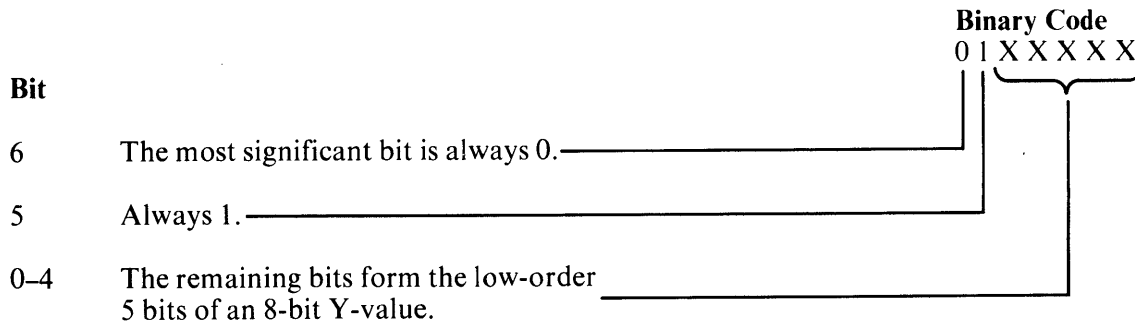 Binary Code
0 1 X X X X X
Bit
6 The most significant bit is always 0.
5 Always 1.
0–4 The remaining bits form the low-order
5 bits of an 8-bit Y-value.